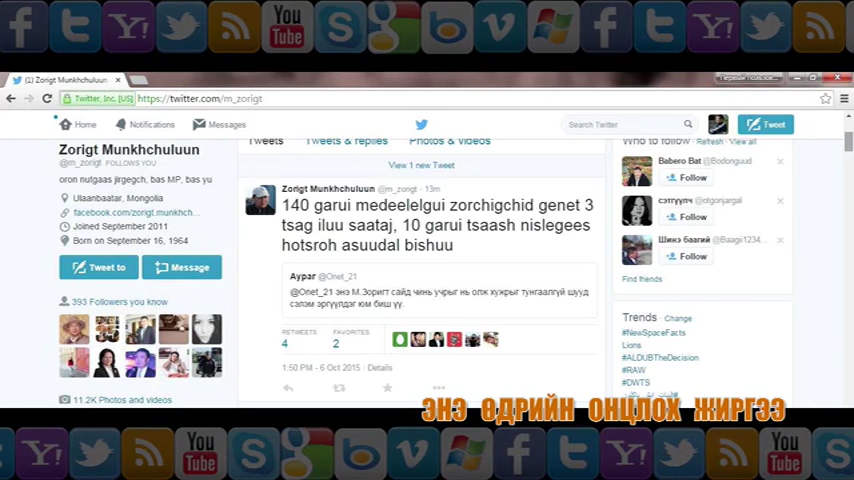 (1) Zorigt Munkhchuluun
Twitter, Inc. [US]
https://twitter.com/m_zorigt
Home
Notifications
Messages
Search Twitter
Tweet
Zorigt Munkhchuluun
@m_zorigt FOLLOWS YOU
oron nutgaas jirgegch, bas MP, bas yu
Ulaanbaatar, Mongolia
facebook.com/zorigt.munkhch...
Joined September 2011
Born on September 16, 1964
Tweet to
Message
393 Followers you know
11.2K Photos and videos
Tweets
Tweets & replies
Photos & videos
View 1 new Tweet
Zorigt Munkhchuluun @m_zorigt · 13m
140 garui medeelelgui zorchigchid genet 3
tsag iluu saataj, 10 garui tsaash nislegees
hotsroh asuudal bishuu
Аураг @Onet_21
@Onet_21 энэ М.Зоригт сайд чинь учрыг нь олж хужрыг тунгаалгүй шууд
сэлэм эргүүлдэг юм биш үү.
RETWEETS
4
FAVORITES
2
1:50 PM - 6 Oct 2015 · Details
Who to follow · Refresh · View all
Babero Bat @Bodonguud
Follow
сэтгүүлч @otgonjargal
Follow
Шинэ баагий @Baagii1234...
Follow
Find friends
Trends · Change
#NewSpaceFacts
Lions
#ALDUBTheDecision
#RAW
#DWTS
ЭНЭ ӨДРИЙН ОНЦЛОХ ЖИРГЭЭ
You
Tube